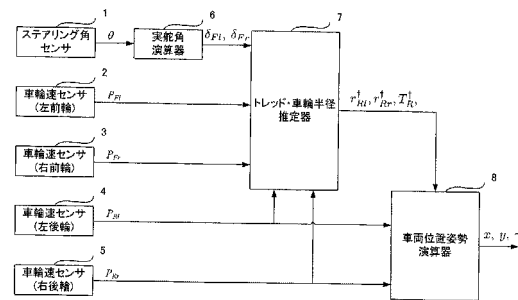 1
ステアリング角
センサ
θ
6
実舵角
演算器
δFl, δFr
7
トレッド・車輪半径
推定器
2
車輪速センサ
(左前輪)
PFl
3
車輪速センサ
(右前輪)
PFr
r†Rl, r†Rr, T†R,
4
車輪速センサ
(左後輪)
PRl
8
車両位置姿勢
演算器
x, y,
5
車輪速センサ
(右後輪)
PRr